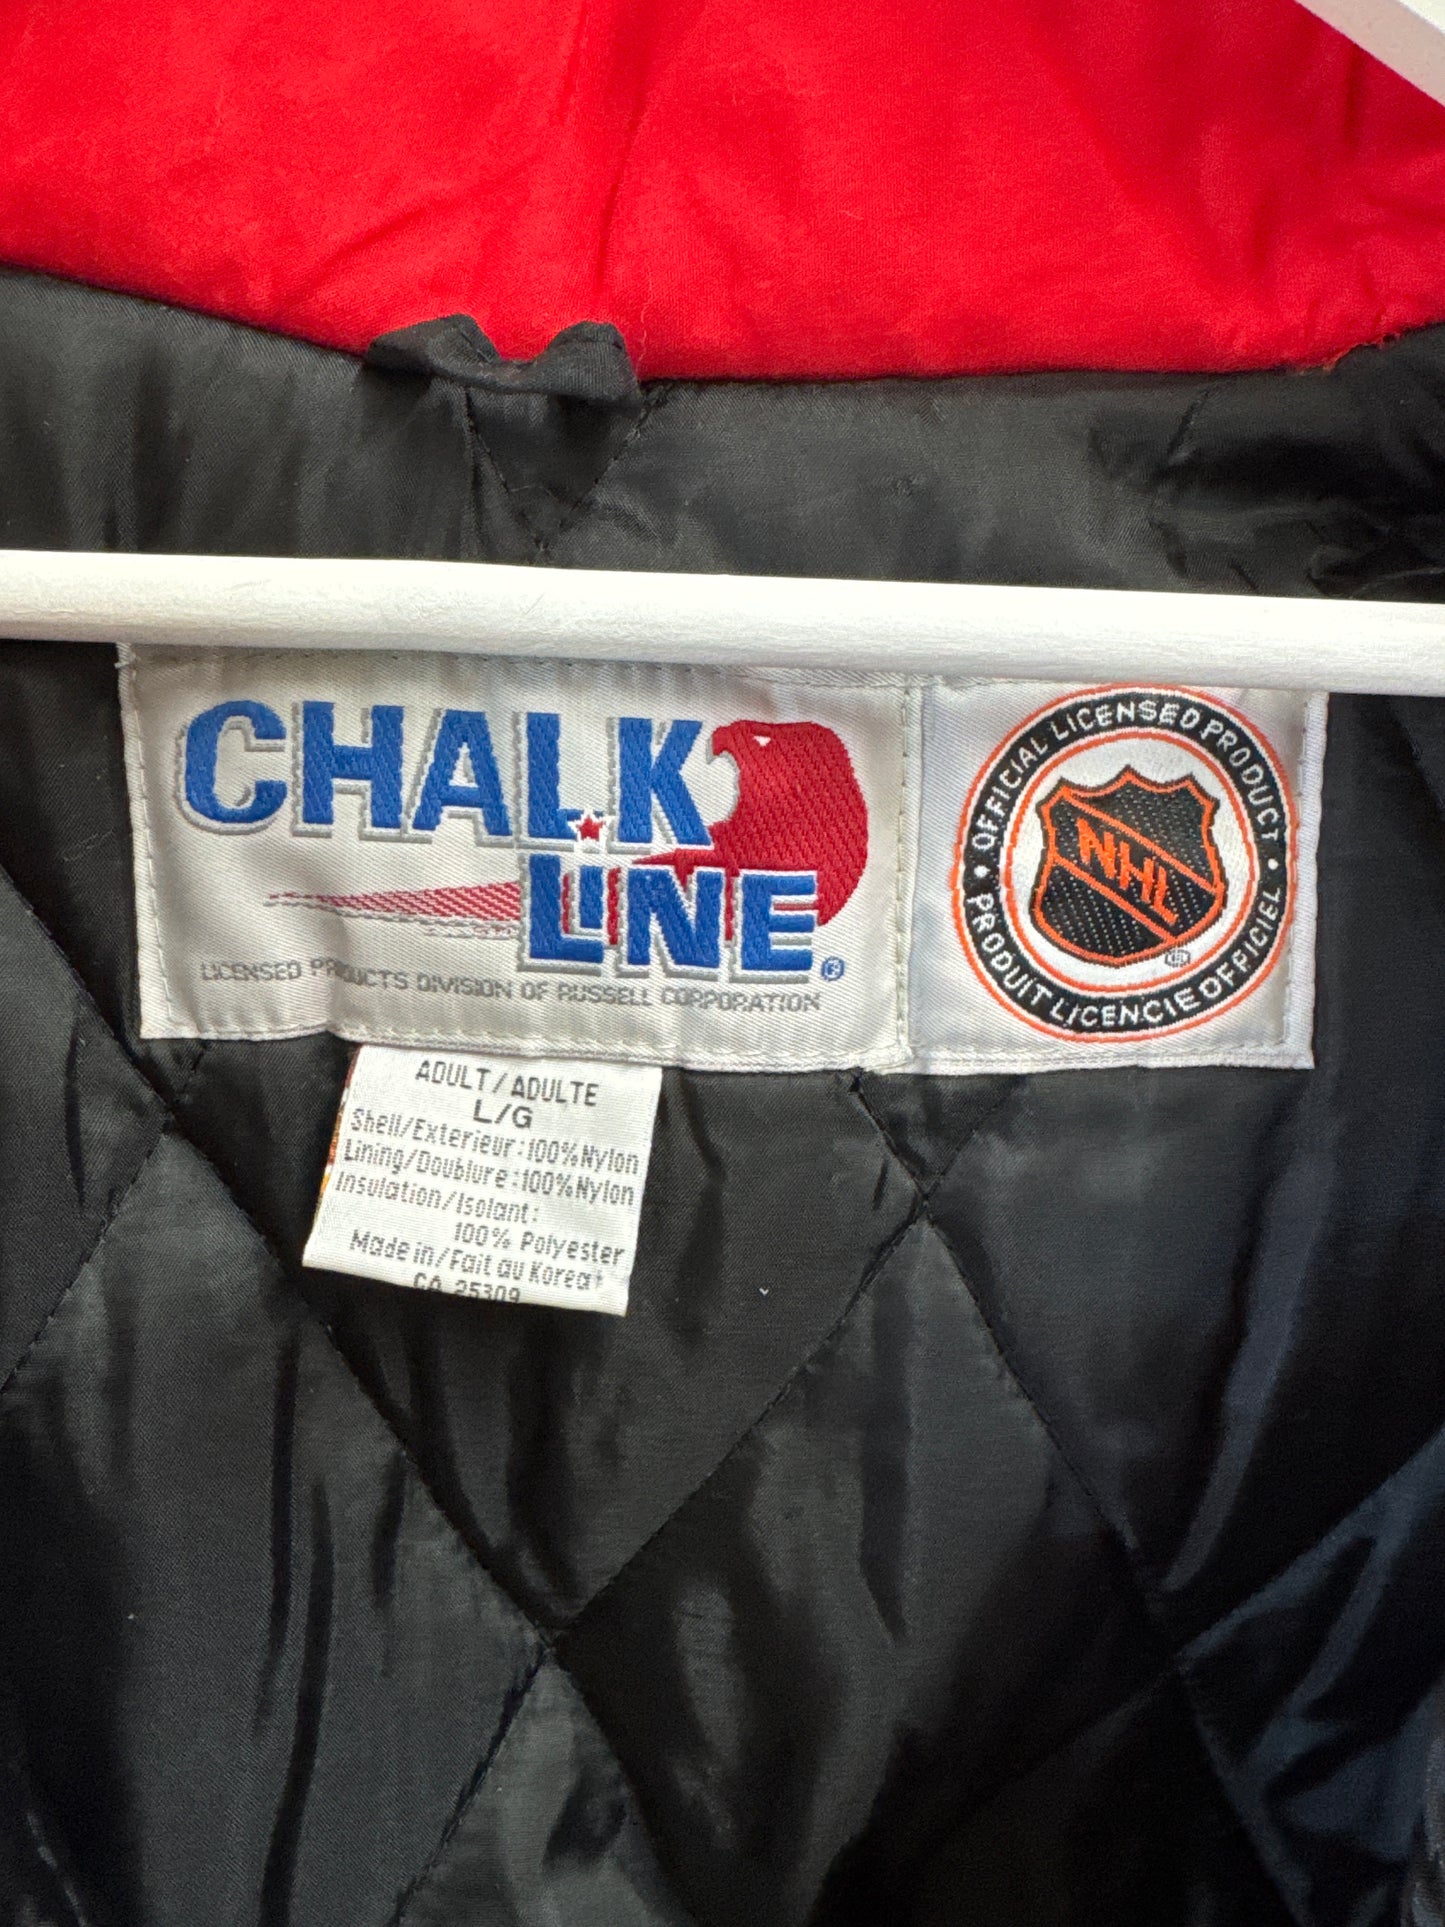 CHALK
LINE®
LICENSED PRODUCTS DIVISION OF RUSSELL CORPORATION
OFFICIAL LICENSED PRODUCT
NHL
PRODUIT LICENCIE OFFICIEL
ADULT/ADULTE
L/G
Shell/Exterieur:100%Nylon
Lining/Doublure:100%Nylon
Insulation/Isolant:
100% Polyester
Made in/Fait au Korea
CA 25309